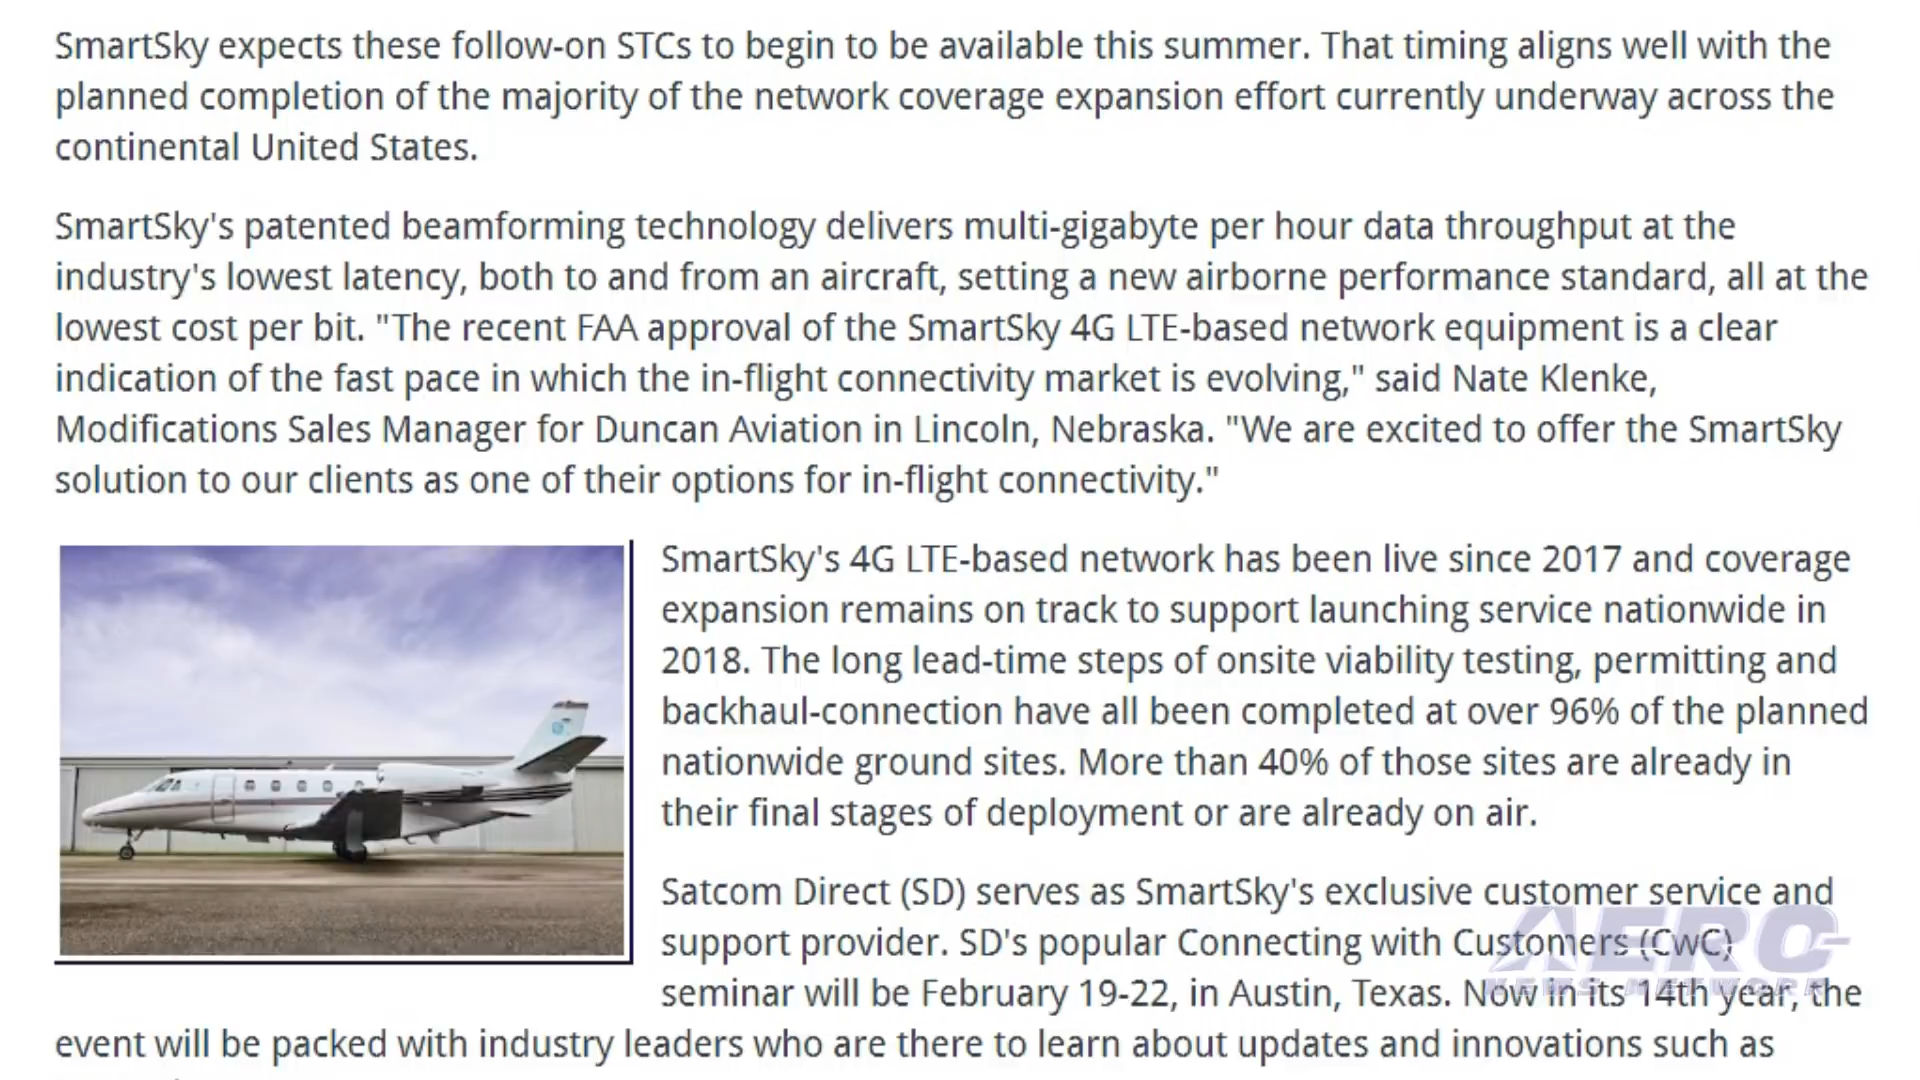 SmartSky expects these follow-on STCs to begin to be available this summer. That timing aligns well with the
planned completion of the majority of the network coverage expansion effort currently underway across the
continental United States.
SmartSky's patented beamforming technology delivers multi-gigabyte per hour data throughput at the
industry's lowest latency, both to and from an aircraft, setting a new airborne performance standard, all at the
lowest cost per bit. "The recent FAA approval of the SmartSky 4G LTE-based network equipment is a clear
indication of the fast pace in which the in-flight connectivity market is evolving," said Nate Klenke,
Modifications Sales Manager for Duncan Aviation in Lincoln, Nebraska. "We are excited to offer the SmartSky
solution to our clients as one of their options for in-flight connectivity."
SmartSky's 4G LTE-based network has been live since 2017 and coverage
expansion remains on track to support launching service nationwide in
2018. The long lead-time steps of onsite viability testing, permitting and
backhaul-connection have all been completed at over 96% of the planned
nationwide ground sites. More than 40% of those sites are already in
their final stages of deployment or are already on air.
Satcom Direct (SD) serves as SmartSky's exclusive customer service and
support provider. SD's popular Connecting with Customers (CwC)
seminar will be February 19-22, in Austin, Texas. Now in its 14th year, the
event will be packed with industry leaders who are there to learn about updates and innovations such as
AERO
NEWS NETWORK